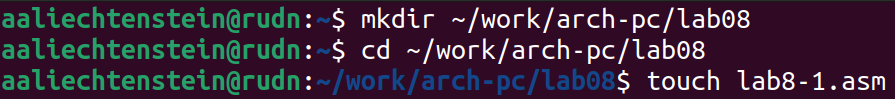 aaliechtenstein@rudn:~$ mkdir ~/work/arch-pc/lab08
aaliechtenstein@rudn:~$ cd ~/work/arch-pc/lab08
aaliechtenstein@rudn:~/work/arch-pc/lab08$ touch lab8-1.asm